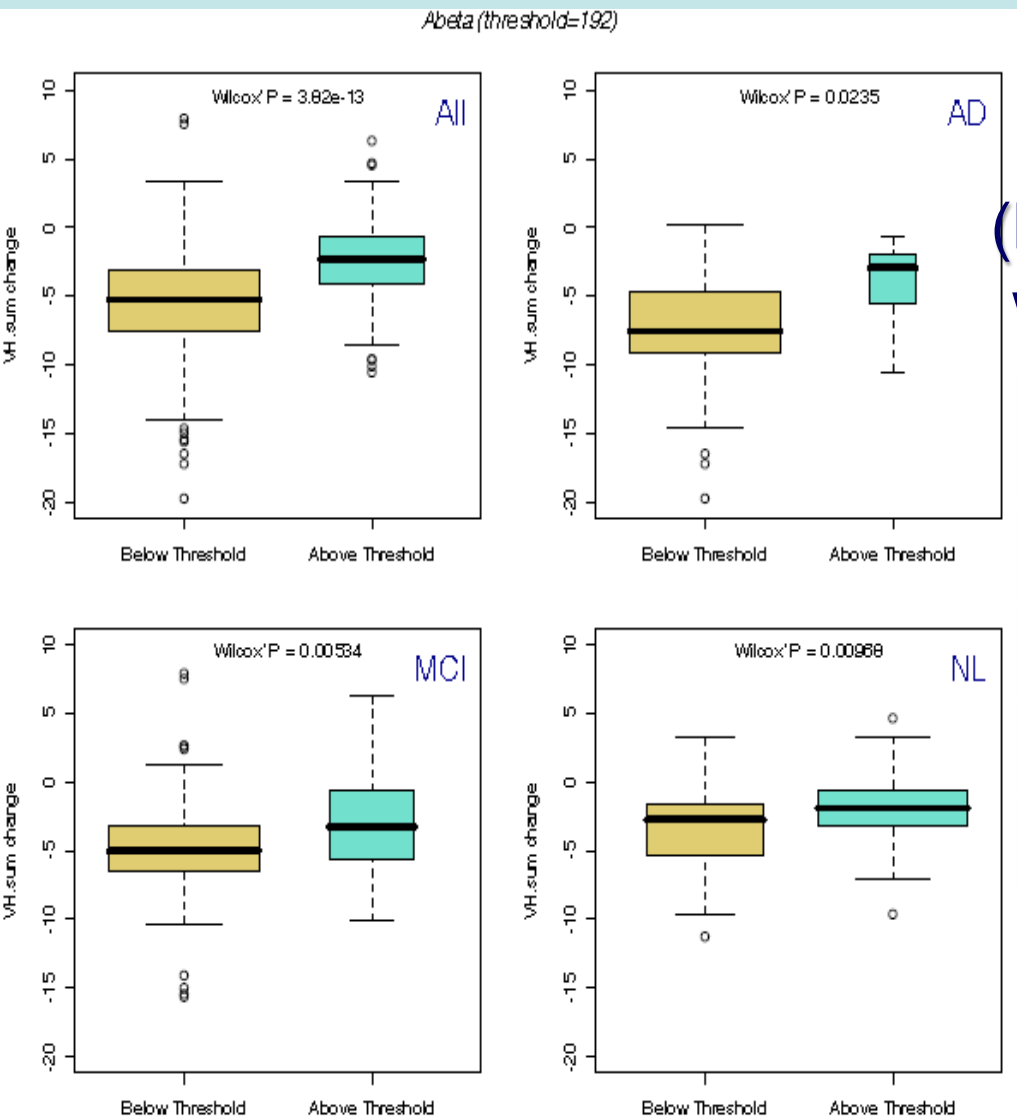 Abeta (threshold=192)
Wilcox' P = 3.82e-13
All
VH.sum change
10
5
0
-5
-10
-15
-20
Below Threshold
Above Threshold
Wilcox' P = 0.0235
AD
VH.sum change
10
5
0
-5
-10
-15
-20
Below Threshold
Above Threshold
Wilcox' P = 0.00534
MCI
VH.sum change
10
5
0
-5
-10
-15
-20
Below Threshold
Above Threshold
Wilcox' P = 0.00968
NL
VH.sum change
10
5
0
-5
-10
-15
-20
Below Threshold
Above Threshold